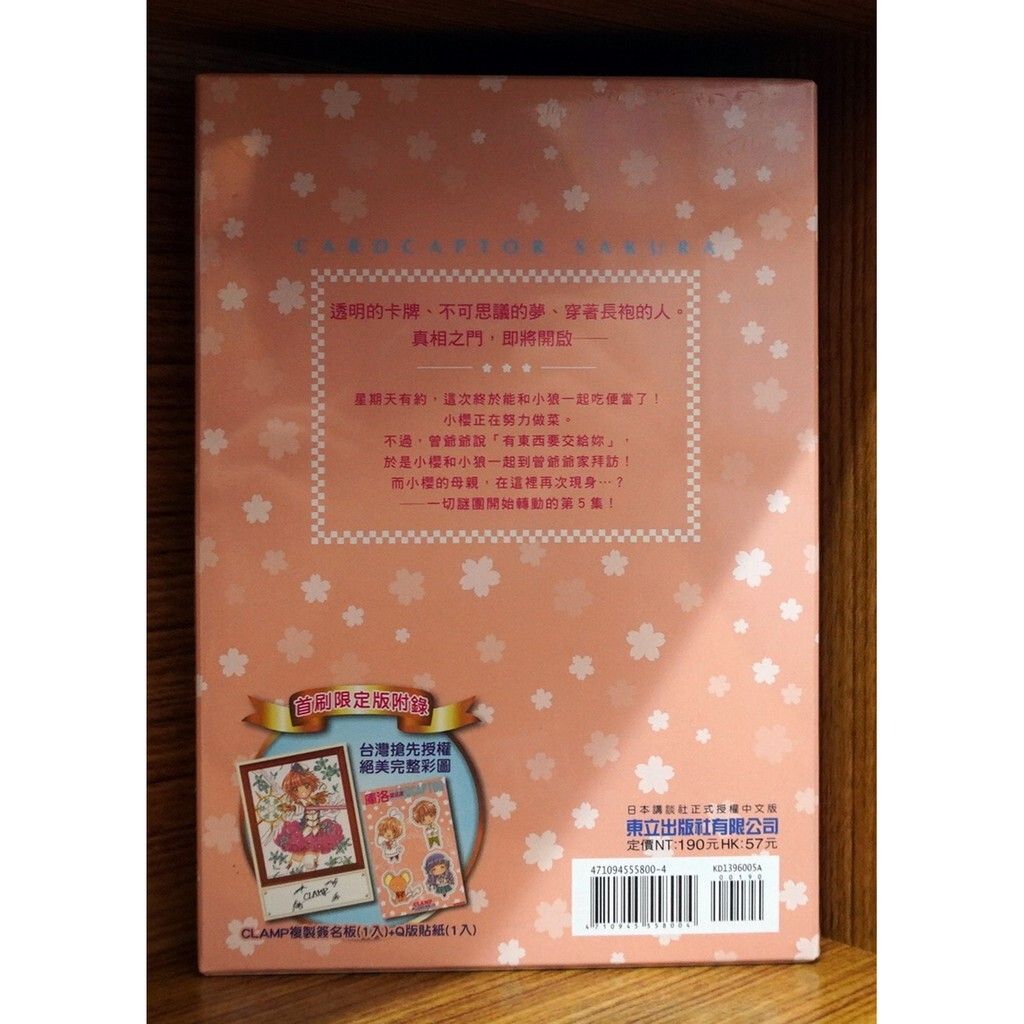 CARDCAPTOR SAKURA
透明的卡牌、不可思議的夢、穿著長袍的人。
真相之門，即將開啟——
星期天有約，這次終於能和小狼一起吃便當了！
小櫻正在努力做菜。
不過，曾爺爺說「有東西要交給妳」，
於是小櫻和小狼一起到曾爺爺家拜訪！
而小櫻的母親，在這裡再次現身…？
——一切謎團開始轉動的第5集！
首刷限定版附錄
台灣搶先授權
絕美完整彩圖
庫洛
CLAMP
CLAMP
CLAMP複製簽名板(1入)+Q版貼紙(1入)
日本講談社正式授權中文版
東立出版社有限公司
定價NT:190元HK:57元
471094555800-4
KD1396005A
00190
4710945558004